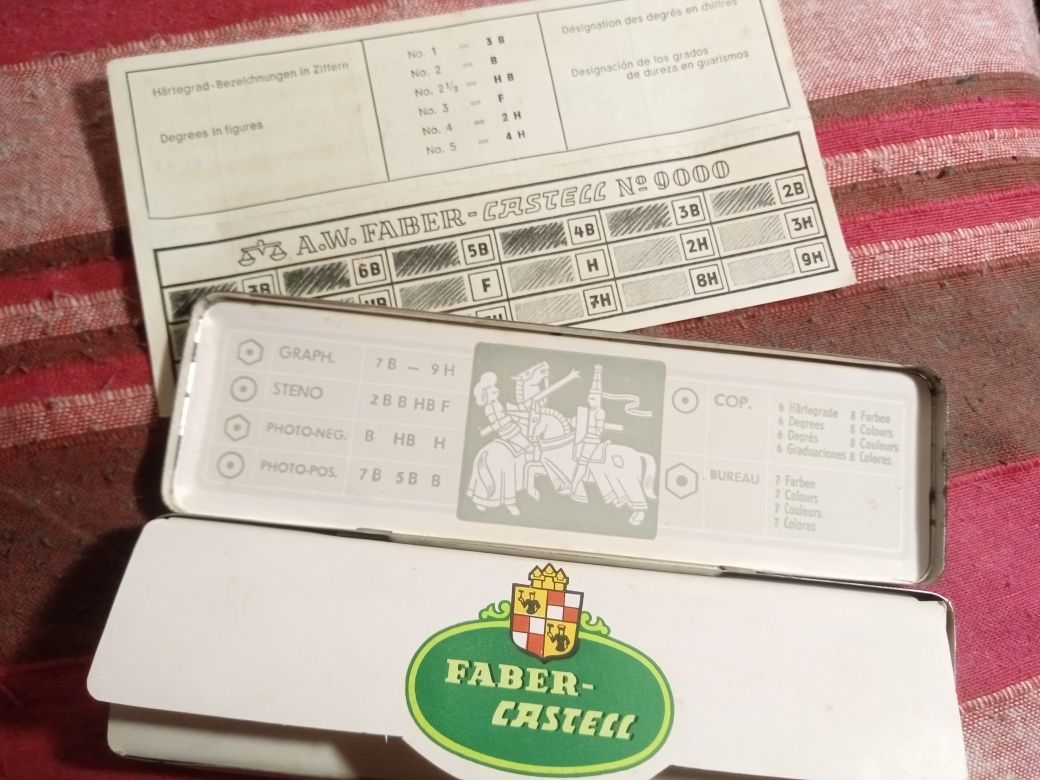 Härtegrad-Bezeichnungen in Ziffern
Degrees in figures
No. 1 = 3 B
No. 2 = B
No. 2½ = H B
No. 3 = F
No. 4 = 2 H
No. 5 = 4 H
Désignation des degrés en chiffres
Designación de los grados
de dureza en guarismos
A.W. FABER-CASTELL Nº 9000
7B 6B 5B 4B 3B 2B
HB F H 2H 3H
7H 8H 9H
GRAPH. 7 B — 9 H
STENO 2 B B HB F
PHOTO-NEG. B HB H
PHOTO-POS. 7 B 5 B B
COP. 6 Härtegrade 8 Farben
6 Degrees 8 Colours
6 Degrés 8 Couleurs
6 Graduaciones 8 Colores
BUREAU 7 Farben
7 Colours
7 Couleurs
7 Colores
FABER-
CASTELL